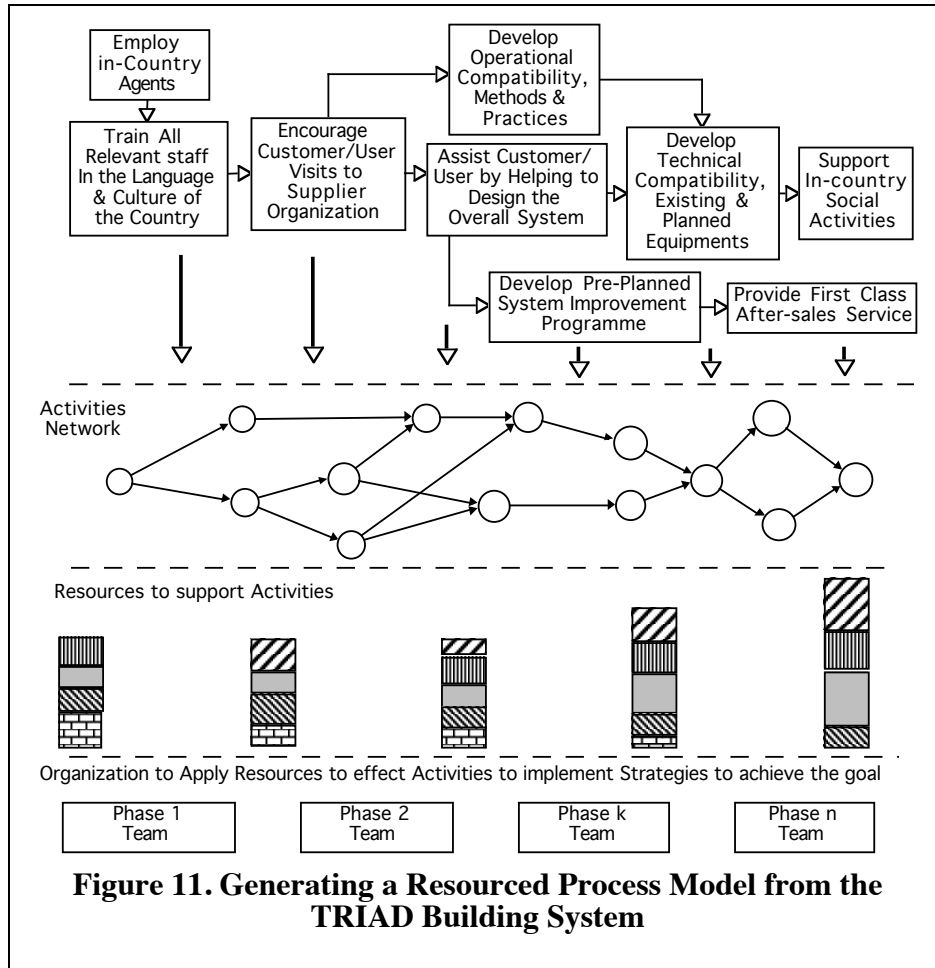 Employ
in-Country
Agents
Train All
Relevant staff
In the Language
& Culture of
the Country
Encourage
Customer/User
Visits to
Supplier
Organization
Develop
Operational
Compatibility,
Methods &
Practices
Assist Customer/
User by Helping to
Design the
Overall System
Develop
Technical
Compatibility,
Existing &
Planned
Equipments
Support
In-country
Social
Activities
Develop Pre-Planned
System Improvement
Programme
Provide First Class
After-sales Service
Activities
Network
Resources to support Activities
Organization to Apply Resources to effect Activities to implement Strategies to achieve the goal
Phase 1
Team
Phase 2
Team
Phase k
Team
Phase n
Team
Figure 11. Generating a Resourced Process Model from the
TRIAD Building System